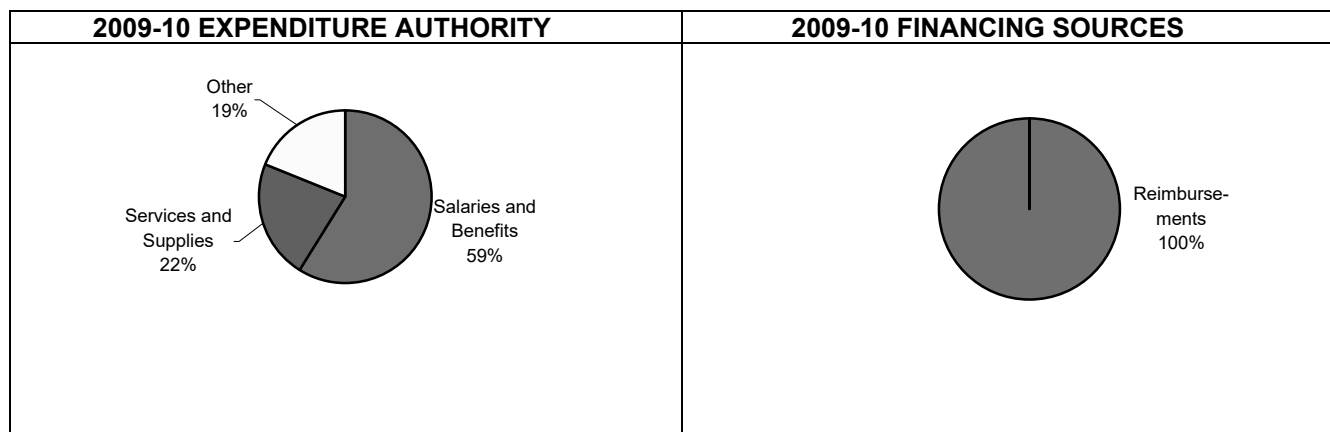 2009-10 EXPENDITURE AUTHORITY
2009-10 FINANCING SOURCES
Other
19%
Services and
Supplies
22%
Salaries and
Benefits
59%
Reimburse-
ments
100%